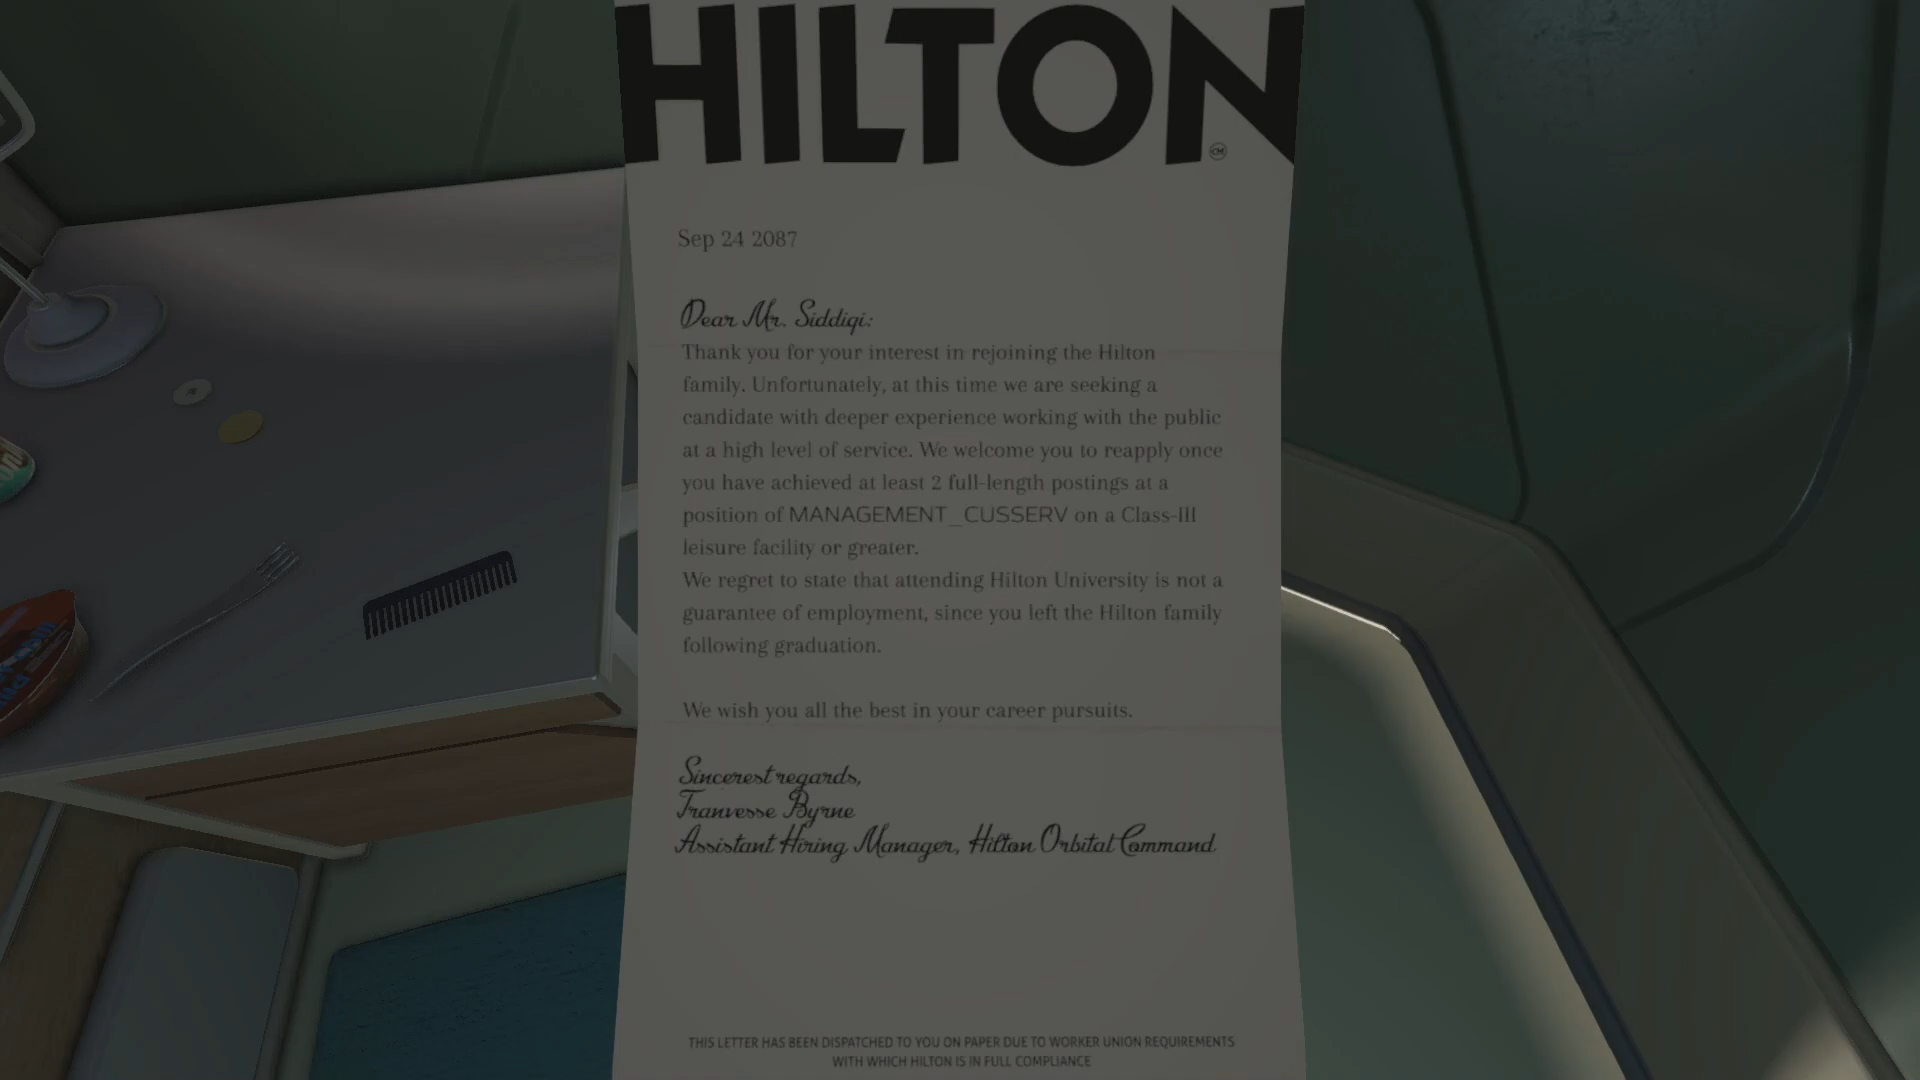 HILTON
Sep 24 2087
Dear Mr. Siddiqi:
Thank you for your interest in rejoining the Hilton
family. Unfortunately, at this time we are seeking a
candidate with deeper experience working with the public
at a high level of service. We welcome you to reapply once
you have achieved at least 2 full-length postings at a
position of MANAGEMENT_CUSSERV on a Class-III
leisure facility or greater.
We regret to state that attending Hilton University is not a
guarantee of employment, since you left the Hilton family
following graduation.
We wish you all the best in your career pursuits.
Sincerest regards,
Tranvesse Byrne
Assistant Hiring Manager, Hilton Orbital Command
THIS LETTER HAS BEEN DISPATCHED TO YOU ON PAPER DUE TO WORKER UNION REQUIREMENTS
WITH WHICH HILTON IS IN FULL COMPLIANCE